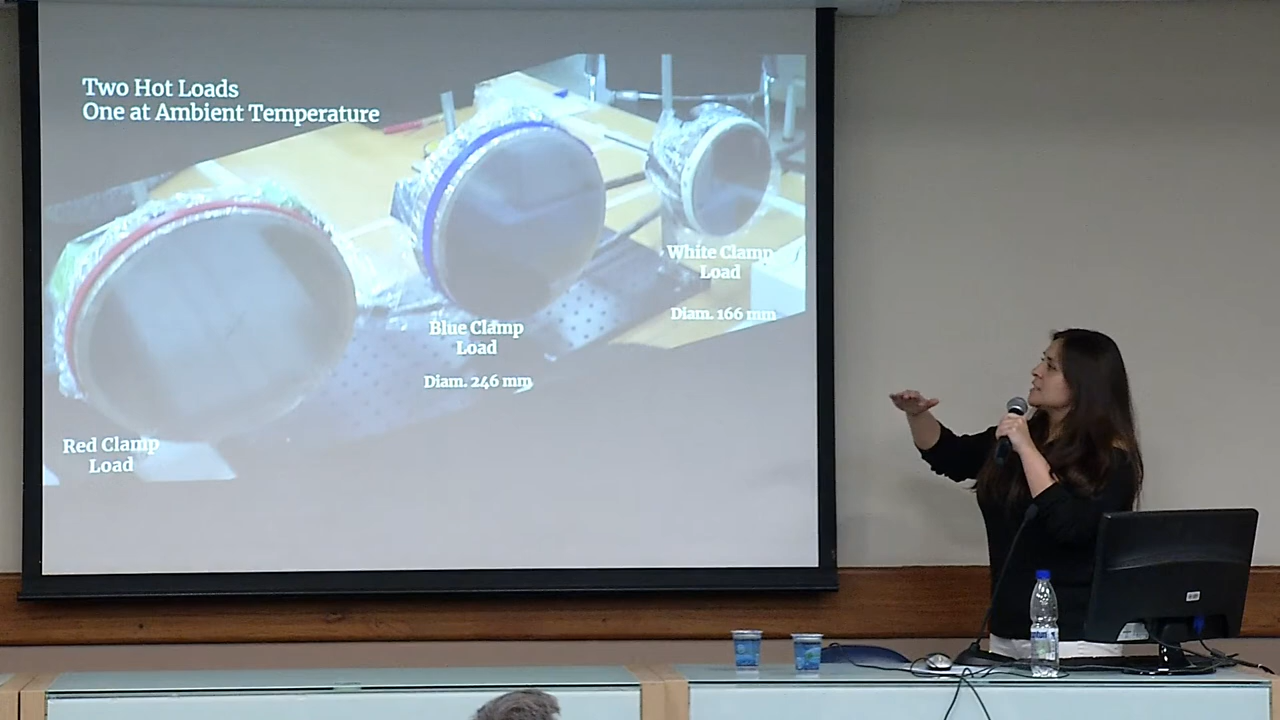 Two Hot Loads
One at Ambient Temperature
White Clamp
Load
Diam. 166 mm
Blue Clamp
Load
Diam. 246 mm
Red Clamp
Load